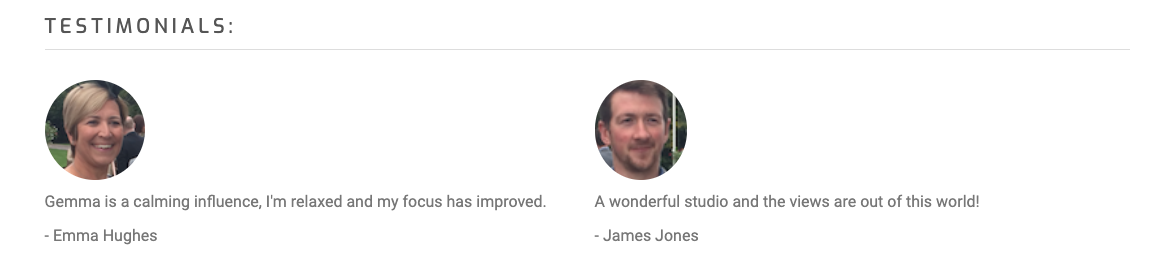 TESTIMONIALS:
Gemma is a calming influence, I'm relaxed and my focus has improved.
- Emma Hughes
A wonderful studio and the views are out of this world!
- James Jones